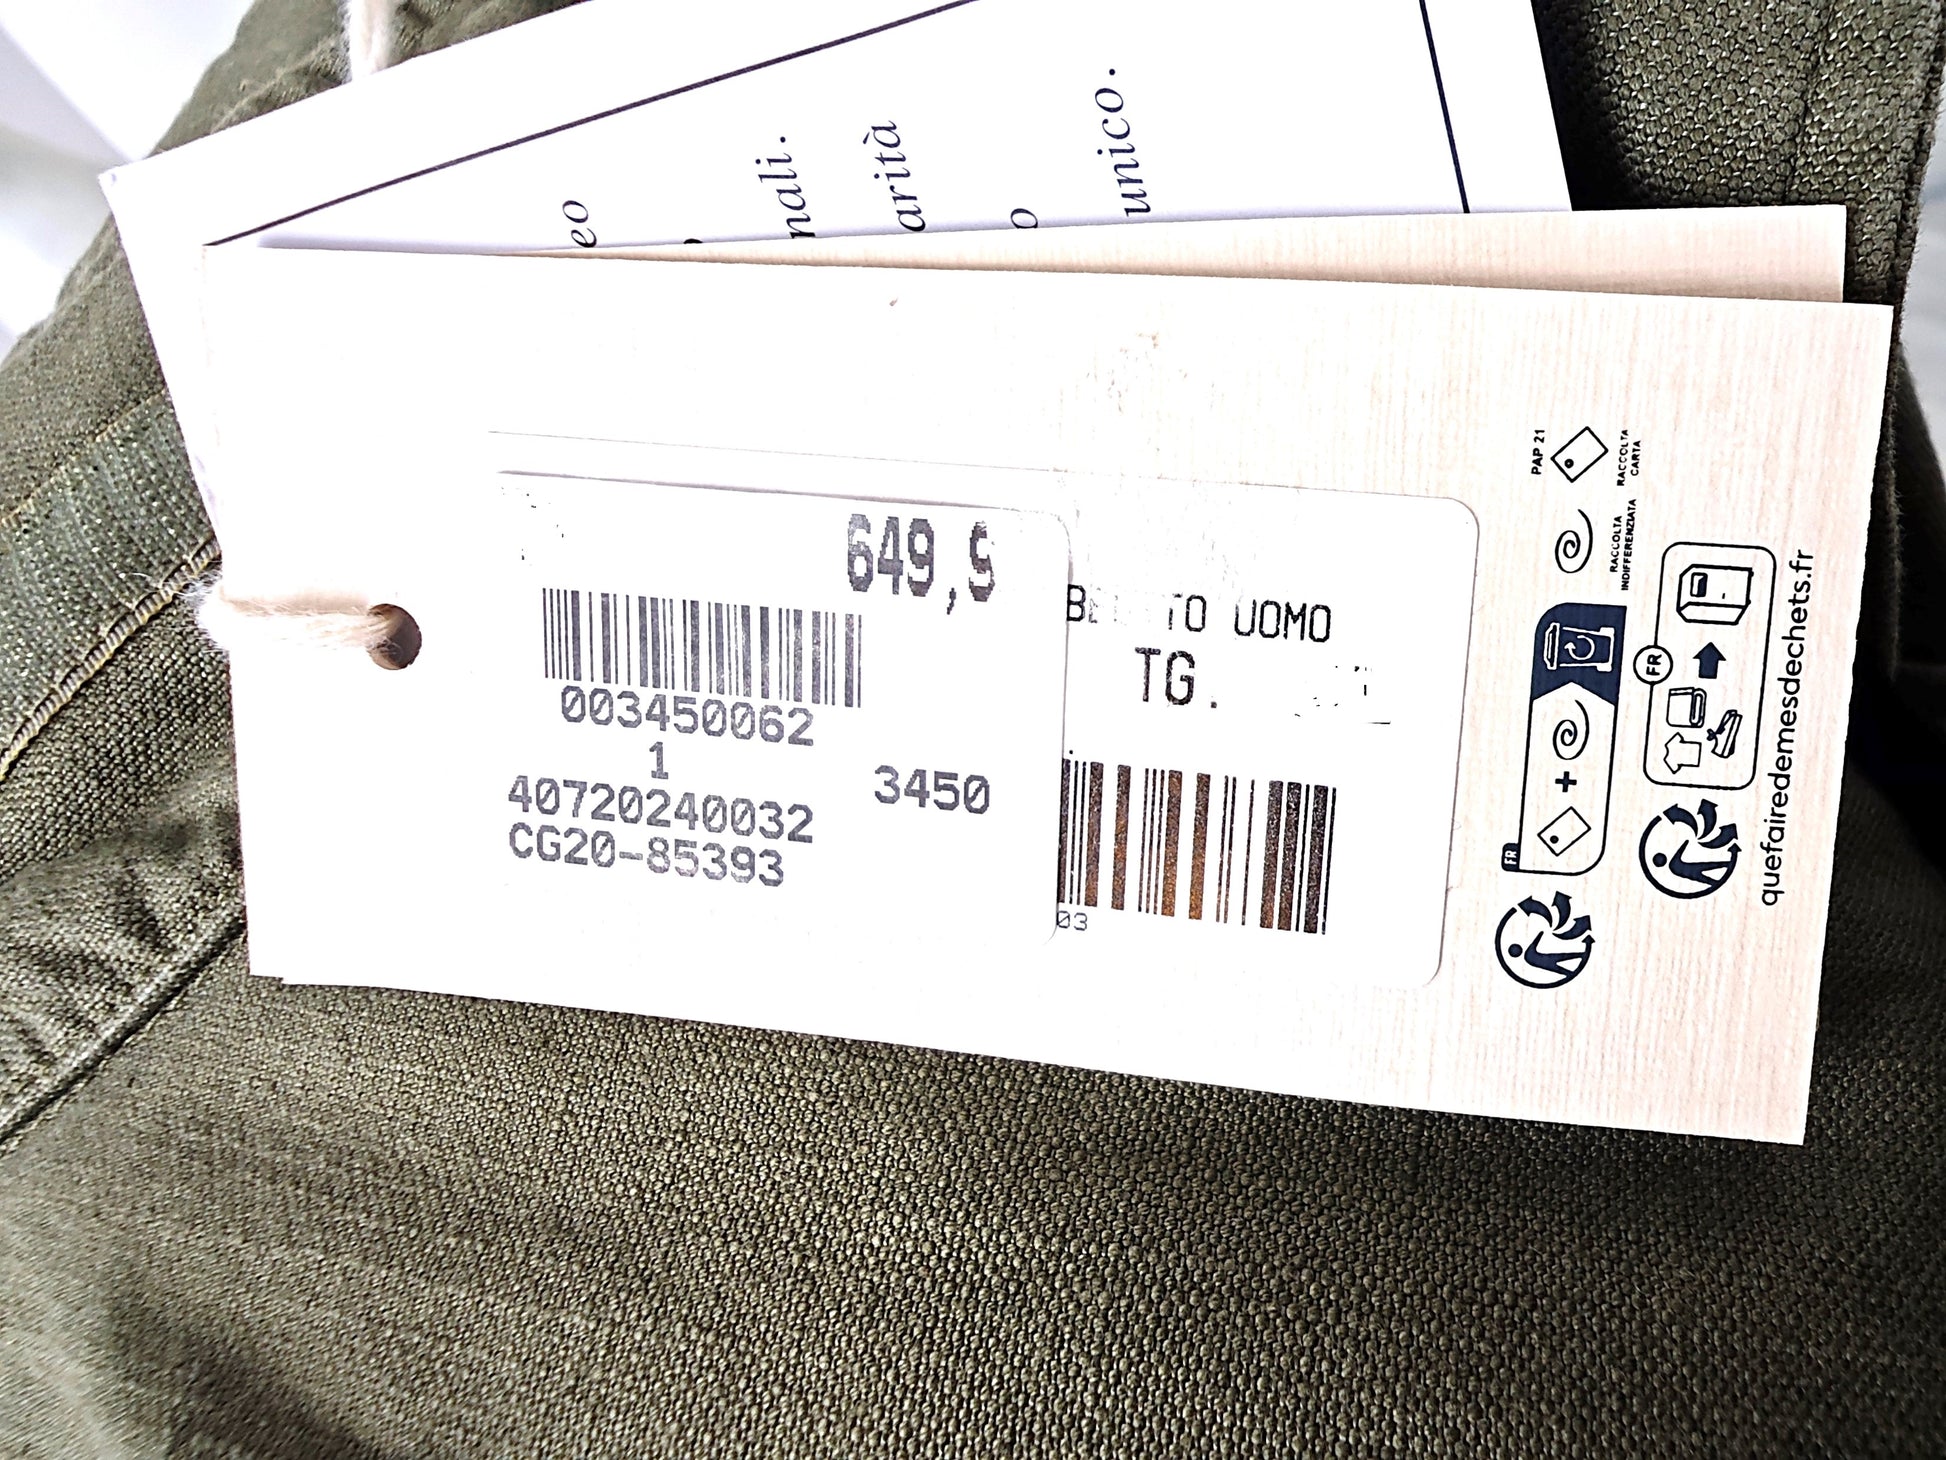 eo
nali.
arità
o
unico.
649,9
003450062
1
3450
40720240032
CG20-85393
UOMO
TG.
03
PAP 21
RACCOLTA
CARTA
RACCOLTA
INDIFFERENZIATA
FR
FR
quefairedemesdechets.fr